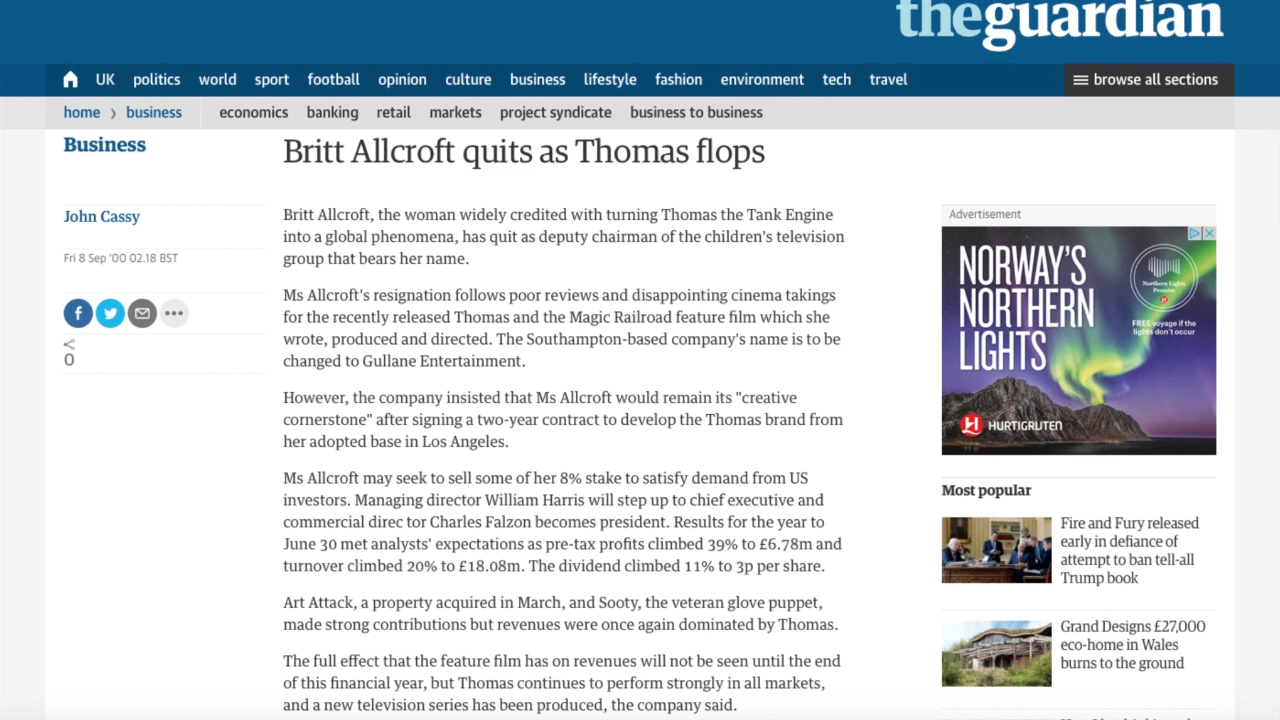 theguardian
UK politics world sport football opinion culture business lifestyle fashion environment tech travel browse all sections
home business economics banking retail markets project syndicate business to business
Business
Britt Allcroft quits as Thomas flops
John Cassy
Fri 8 Sep ‘00 02.18 BST
0
Britt Allcroft, the woman widely credited with turning Thomas the Tank Engine
into a global phenomena, has quit as deputy chairman of the children's television
group that bears her name.
Ms Allcroft's resignation follows poor reviews and disappointing cinema takings
for the recently released Thomas and the Magic Railroad feature film which she
wrote, produced and directed. The Southampton-based company's name is to be
changed to Gullane Entertainment.
However, the company insisted that Ms Allcroft would remain its "creative
cornerstone" after signing a two-year contract to develop the Thomas brand from
her adopted base in Los Angeles.
Ms Allcroft may seek to sell some of her 8% stake to satisfy demand from US
investors. Managing director William Harris will step up to chief executive and
commercial direc tor Charles Falzon becomes president. Results for the year to
June 30 met analysts' expectations as pre-tax profits climbed 39% to £6.78m and
turnover climbed 20% to £18.08m. The dividend climbed 11% to 3p per share.
Art Attack, a property acquired in March, and Sooty, the veteran glove puppet,
made strong contributions but revenues were once again dominated by Thomas.
The full effect that the feature film has on revenues will not be seen until the end
of this financial year, but Thomas continues to perform strongly in all markets,
and a new television series has been produced, the company said.
Advertisement
NORWAY'S
NORTHERN
LIGHTS
Northern Lights
Promise
FREE voyage if the
lights don't occur
HURTIGRUTEN
Most popular
Fire and Fury released
early in defiance of
attempt to ban tell-all
Trump book
Grand Designs £27,000
eco-home in Wales
burns to the ground